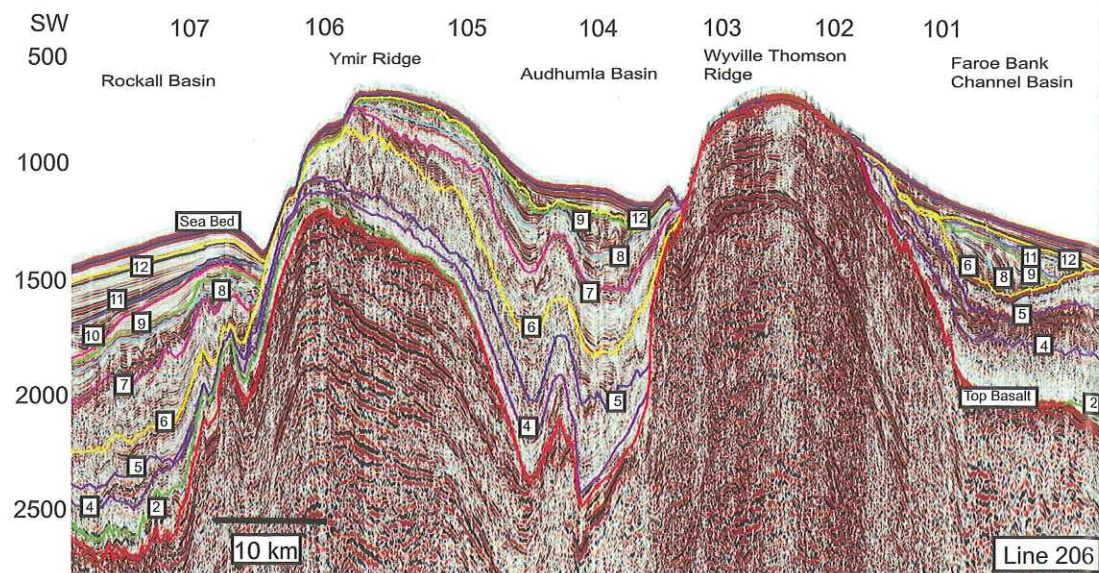 SW 107 106 105 104 103 102 101
500
Rockall Basin
Ymir Ridge
Audhumla Basin
Wyville Thomson
Ridge
Faroe Bank
Channel Basin
1000
1500
2000
2500
Sea Bed
12
11
10
9
8
7
6
5
4
2
9
12
8
7
6
5
4
6
8
9
11
12
5
4
Top Basalt
2
10 km
Line 206